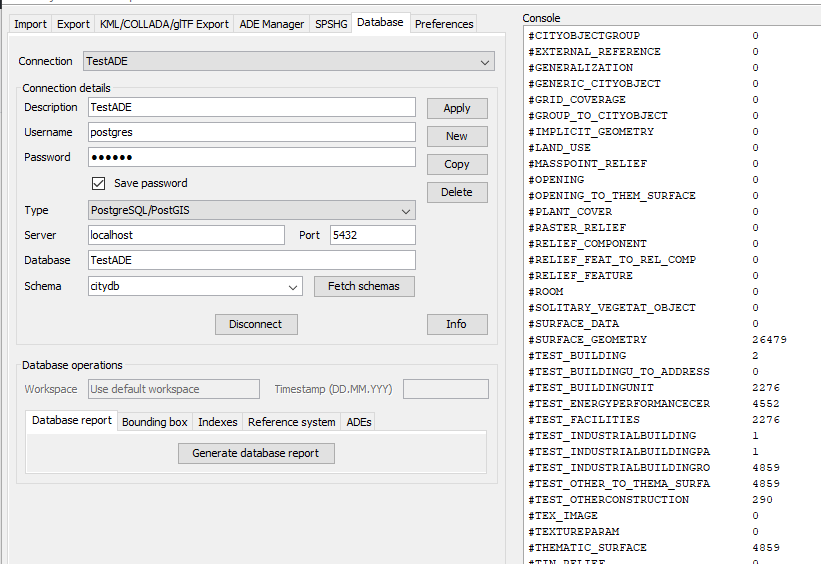 Import Export KML/COLLADA/glTF Export ADE Manager SPSHG Database Preferences
Connection TestADE
Connection details
Description TestADE Apply
Username postgres New
Password ●●●●●● Copy
Save password Delete
Type PostgreSQL/PostGIS
Server localhost Port 5432
Database TestADE
Schema citydb Fetch schemas
Disconnect Info
Database operations
Workspace Use default workspace Timestamp (DD.MM.YYY)
Database report Bounding box Indexes Reference system ADEs
Generate database report
Console
#CITYOBJECTGROUP 0
#EXTERNAL_REFERENCE 0
#GENERALIZATION 0
#GENERIC_CITYOBJECT 0
#GRID_COVERAGE 0
#GROUP_TO_CITYOBJECT 0
#IMPLICIT_GEOMETRY 0
#LAND_USE 0
#MASSPOINT_RELIEF 0
#OPENING 0
#OPENING_TO_THEM_SURFACE 0
#PLANT_COVER 0
#RASTER_RELIEF 0
#RELIEF_COMPONENT 0
#RELIEF_FEAT_TO_REL_COMP 0
#RELIEF_FEATURE 0
#ROOM 0
#SOLITARY_VEGETAT_OBJECT 0
#SURFACE_DATA 0
#SURFACE_GEOMETRY 26479
#TEST_BUILDING 2
#TEST_BUILDINGU_TO_ADDRESS 0
#TEST_BUILDINGUNIT 2276
#TEST_ENERGYPERFORMANCECER 4552
#TEST_FACILITIES 2276
#TEST_INDUSTRIALBUILDING 1
#TEST_INDUSTRIALBUILDINGPA 1
#TEST_INDUSTRIALBUILDINGRO 4859
#TEST_OTHER_TO_THEMA_SURFA 4859
#TEST_OTHERCONSTRUCTION 290
#TEX_IMAGE 0
#TEXTUREPARAM 0
#THEMATIC_SURFACE 4859
#TIN_RELIEF 0